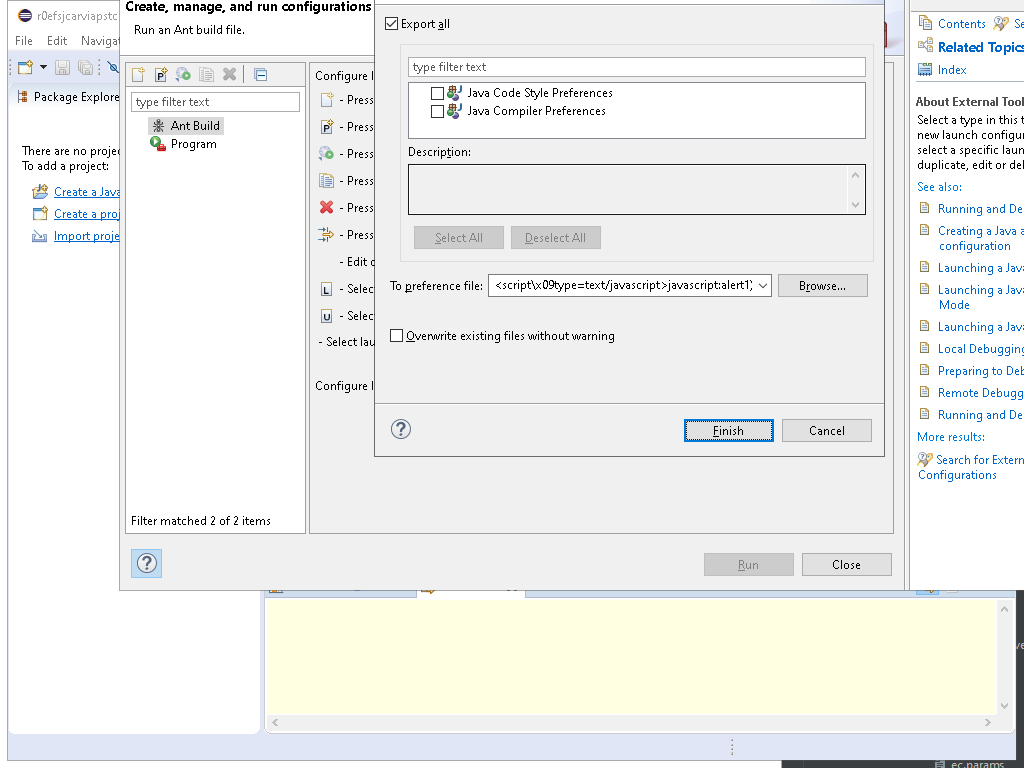 r0efsjcarviapstc
File Edit Navigat
Package Explore
There are no projec
To add a project:
Create a Java
Create a proj
Import proje
Create, manage, and run configurations
Run an Ant build file.
type filter text
Ant Build
Program
Filter matched 2 of 2 items
Configure l
- Press
P - Press
- Press
- Press
- Press
- Press
- Edit c
L - Selec
U - Selec
- Select lau
Configure l
Export all
type filter text
Java Code Style Preferences
Java Compiler Preferences
Description:
Select All Deselect All
To preference file: <script\x09type=text/javascript>javascript:alert1) Browse...
Overwrite existing files without warning
? Finish Cancel
? Run Close
Contents Se
Related Topics
Index
About External Tool
Select a type in this t
new launch configur
select a specific laun
duplicate, edit or del
See also:
Running and De
Creating a Java a
configuration
Launching a Java
Launching a Java
Mode
Launching a Java
Local Debugging
Preparing to Deb
Remote Debugg
Running and De
More results:
Search for Extern
Configurations
ve
ec.params